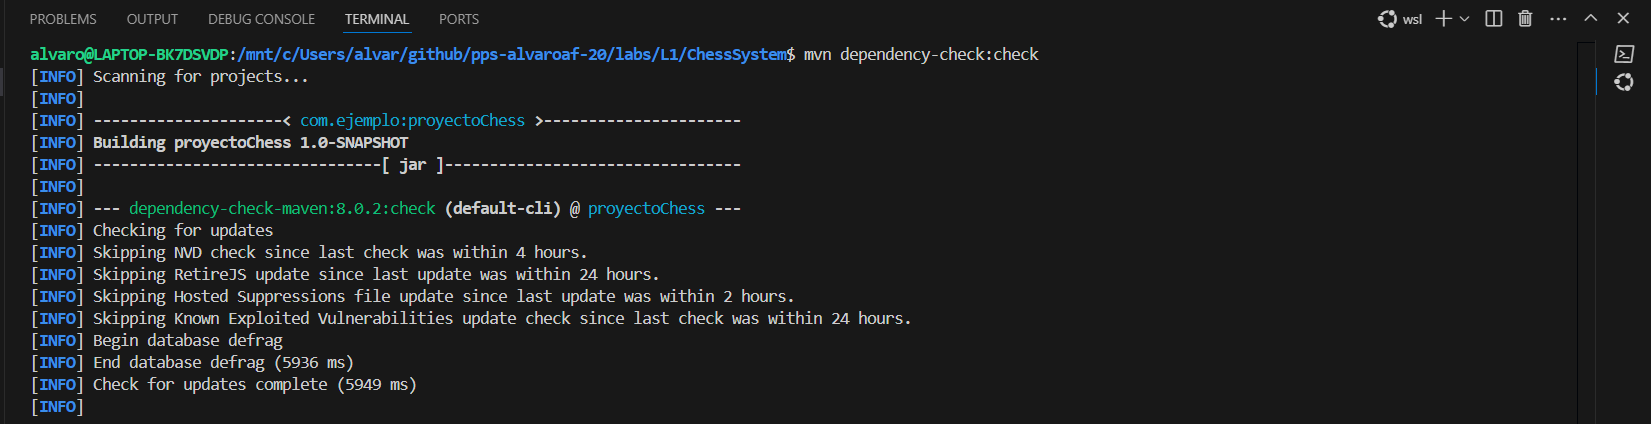 PROBLEMS OUTPUT DEBUG CONSOLE TERMINAL PORTS wsl
alvaro@LAPTOP-BK7DSVDP:/mnt/c/Users/alvar/github/pps-alvaroaf-20/labs/L1/ChessSystem$ mvn dependency-check:check
[INFO] Scanning for projects...
[INFO]
[INFO] ---------------------< com.ejemplo:proyectoChess >----------------------
[INFO] Building proyectoChess 1.0-SNAPSHOT
[INFO] --------------------------------[ jar ]---------------------------------
[INFO]
[INFO] --- dependency-check-maven:8.0.2:check (default-cli) @ proyectoChess ---
[INFO] Checking for updates
[INFO] Skipping NVD check since last check was within 4 hours.
[INFO] Skipping RetireJS update since last update was within 24 hours.
[INFO] Skipping Hosted Suppressions file update since last update was within 2 hours.
[INFO] Skipping Known Exploited Vulnerabilities update check since last check was within 24 hours.
[INFO] Begin database defrag
[INFO] End database defrag (5936 ms)
[INFO] Check for updates complete (5949 ms)
[INFO]